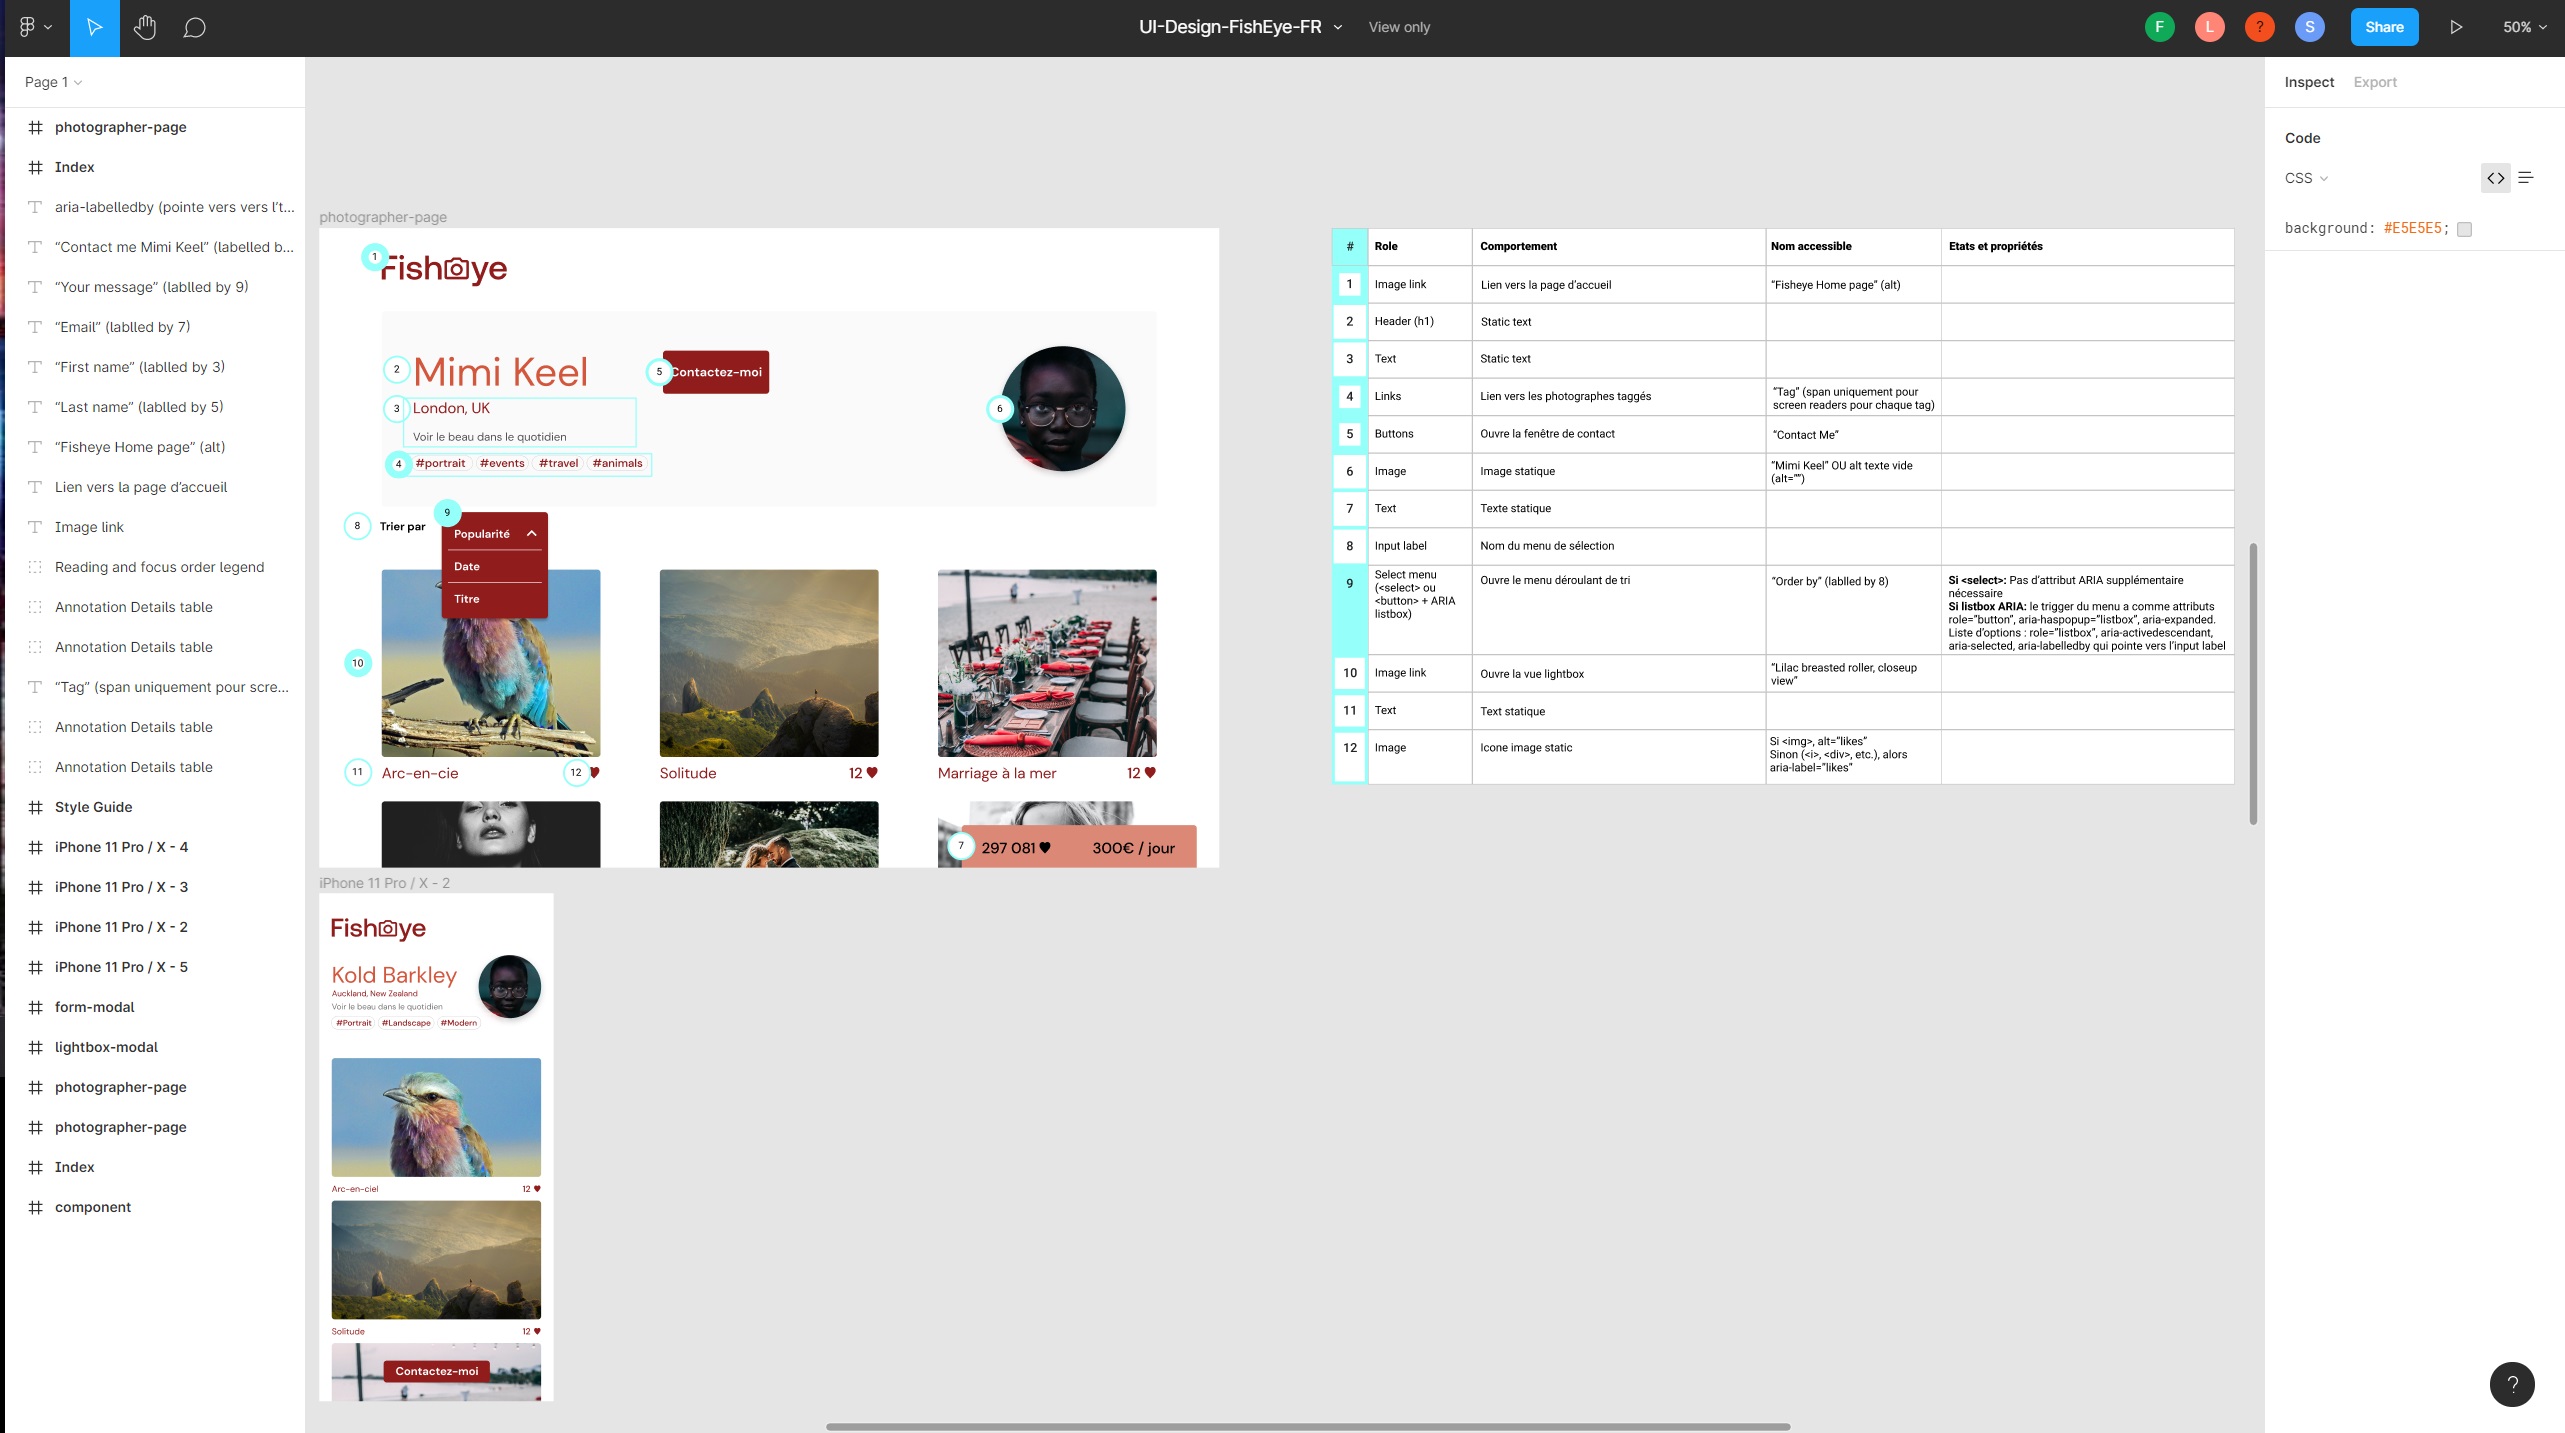 UI-Design-FishEye-FR
View only
F
L
?
S
Share
50%
Page 1
photographer-page
Index
aria-labelledby (pointe vers vers l't...
“Contact me Mimi Keel” (labelled b...
“Your message” (lablled by 9)
“Email” (lablled by 7)
“First name” (lablled by 3)
“Last name” (lablled by 5)
“Fisheye Home page” (alt)
Lien vers la page d’accueil
Image link
Reading and focus order legend
Annotation Details table
Annotation Details table
“Tag” (span uniquement pour scre...
Annotation Details table
Annotation Details table
Style Guide
iPhone 11 Pro / X - 4
iPhone 11 Pro / X - 3
iPhone 11 Pro / X - 2
iPhone 11 Pro / X - 5
form-modal
lightbox-modal
photographer-page
photographer-page
Index
component
photographer-page
1
Fisheye
2
Mimi Keel
5
Contactez-moi
3
London, UK
6
Voir le beau dans le quotidien
4
#portrait #events #travel #animals
8
Trier par
9
Popularité
Date
Titre
10
11
Arc-en-cie
12
Solitude
12
Marriage à la mer
12
7
297 081
300€ / jour
iPhone 11 Pro / X - 2
Fisheye
Kold Barkley
Auckland, New Zealand
Voir le beau dans le quotidien
#Portrait #Landscape #Modern
Arc-en-ciel
12
Solitude
12
Contactez-moi
# Role Comportement Nom accessible Etats et propriétés
1 Image link Lien vers la page d’accueil “Fisheye Home page” (alt)
2 Header (h1) Static text
3 Text Static text
4 Links Lien vers les photographes taggés “Tag” (span uniquement pour
screen readers pour chaque tag)
5 Buttons Ouvre la fenêtre de contact “Contact Me”
6 Image Image statique “Mimi Keel” OU alt texte vide
(alt=””)
7 Text Texte statique
8 Input label Nom du menu de sélection
9
Select menu
(<select> ou
<button> + ARIA
listbox)
Ouvre le menu déroulant de tri
“Order by” (lablled by 8)
Si <select>: Pas d’attribut ARIA supplémentaire
nécessaire
Si listbox ARIA: le trigger du menu a comme attributs
role=”button”, aria-haspopup=”listbox”, aria-expanded.
Liste d’options : role=”listbox”, aria-activedescendant,
aria-selected, aria-labelledby qui pointe vers l’input label
10 Image link Ouvre la vue lightbox “Lilac breasted roller, closeup
view”
11 Text Text statique
12 Image Icone image static
Si <img>, alt=”likes”
Sinon (<i>, <div>, etc.), alors
aria-label=”likes”
Inspect
Export
Code
CSS
background: #E5E5E5;
?